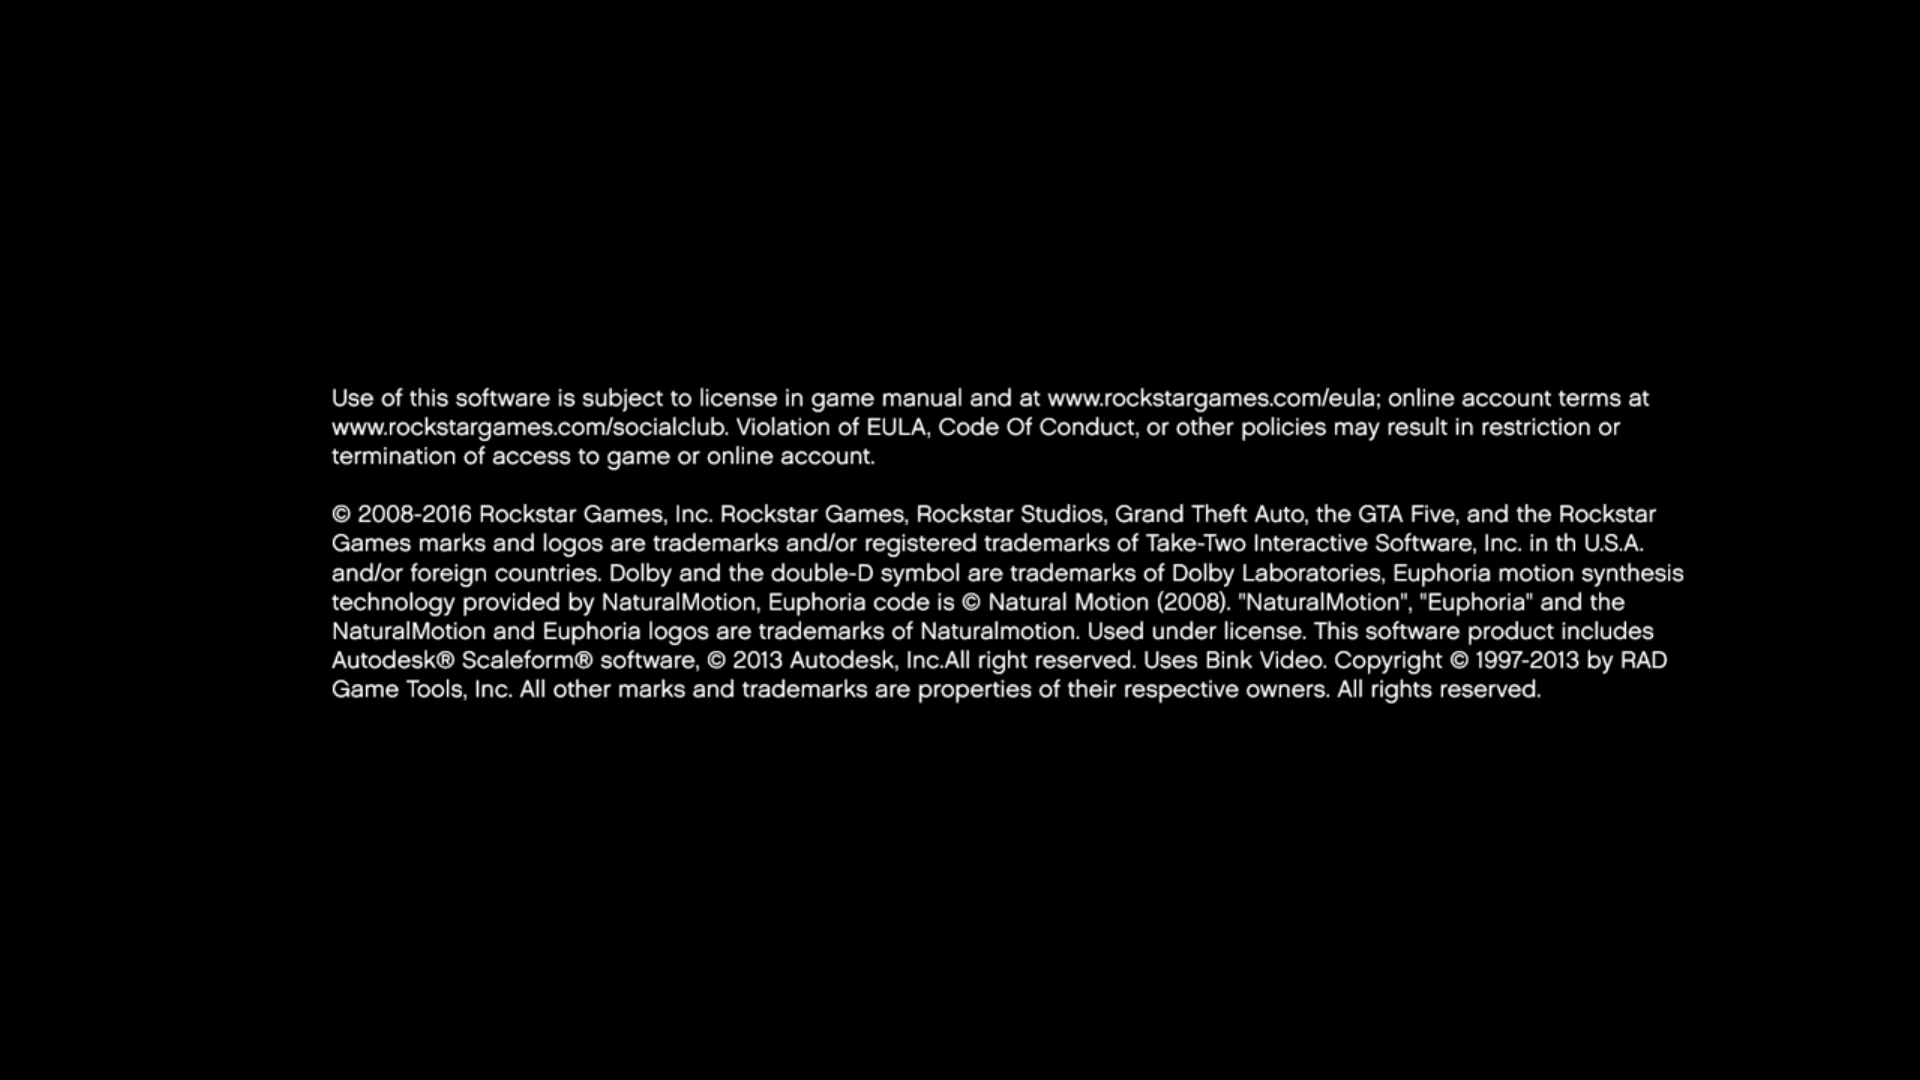 Use of this software is subject to license in game manual and at www.rockstargames.com/eula; online account terms at
www.rockstargames.com/socialclub. Violation of EULA, Code Of Conduct, or other policies may result in restriction or
termination of access to game or online account.
© 2008-2016 Rockstar Games, Inc. Rockstar Games, Rockstar Studios, Grand Theft Auto, the GTA Five, and the Rockstar
Games marks and logos are trademarks and/or registered trademarks of Take-Two Interactive Software, Inc. in th U.S.A.
and/or foreign countries. Dolby and the double-D symbol are trademarks of Dolby Laboratories, Euphoria motion synthesis
technology provided by NaturalMotion, Euphoria code is © Natural Motion (2008). "NaturalMotion", "Euphoria" and the
NaturalMotion and Euphoria logos are trademarks of Naturalmotion. Used under license. This software product includes
Autodesk® Scaleform® software, © 2013 Autodesk, Inc.All right reserved. Uses Bink Video. Copyright © 1997-2013 by RAD
Game Tools, Inc. All other marks and trademarks are properties of their respective owners. All rights reserved.